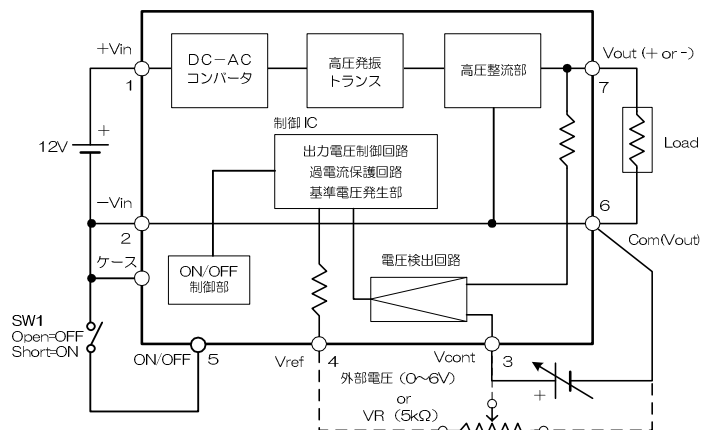 +Vin
1
DC-AC
コンバータ
高圧発振
トランス
高圧整流部
Vout (+ or -)
7
制御IC
出力電圧制御回路
過電流保護回路
基準電圧発生部
12V
+
Load
-Vin
2
6
Com(Vout)
ケース
ON/OFF
制御部
電圧検出回路
SW1
Open=OFF
Short=ON
ON/OFF
5
Vref
4
Vcont
3
外部電圧 (0~6V)
or
VR (5kΩ)
+